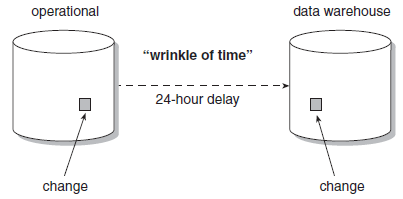 operational
data warehouse
“wrinkle of time”
24-hour delay
change
change